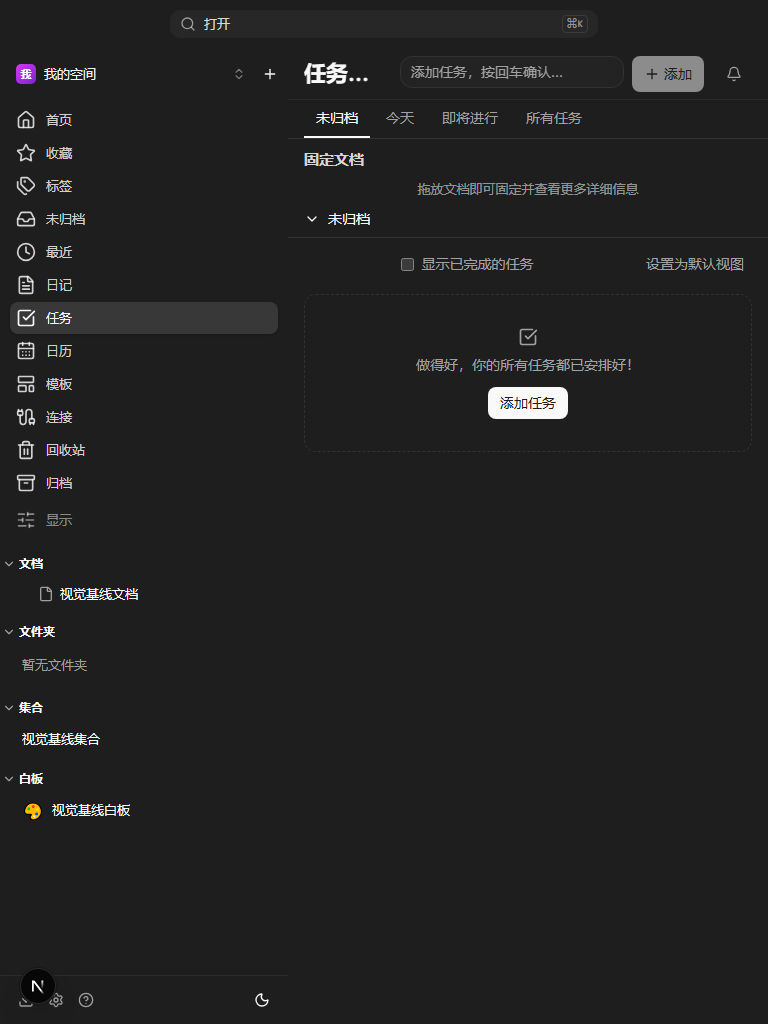 打开
⌘K
我
我的空间
首页
收藏
标签
未归档
最近
日记
任务
日历
模板
连接
回收站
归档
显示
文档
视觉基线文档
文件夹
暂无文件夹
集合
视觉基线集合
白板
视觉基线白板
N
任务...
添加任务，按回车确认...
添加
未归档
今天
即将进行
所有任务
固定文档
拖放文档即可固定并查看更多详细信息
未归档
显示已完成的任务
设置为默认视图
做得好，你的所有任务都已安排好！
添加任务